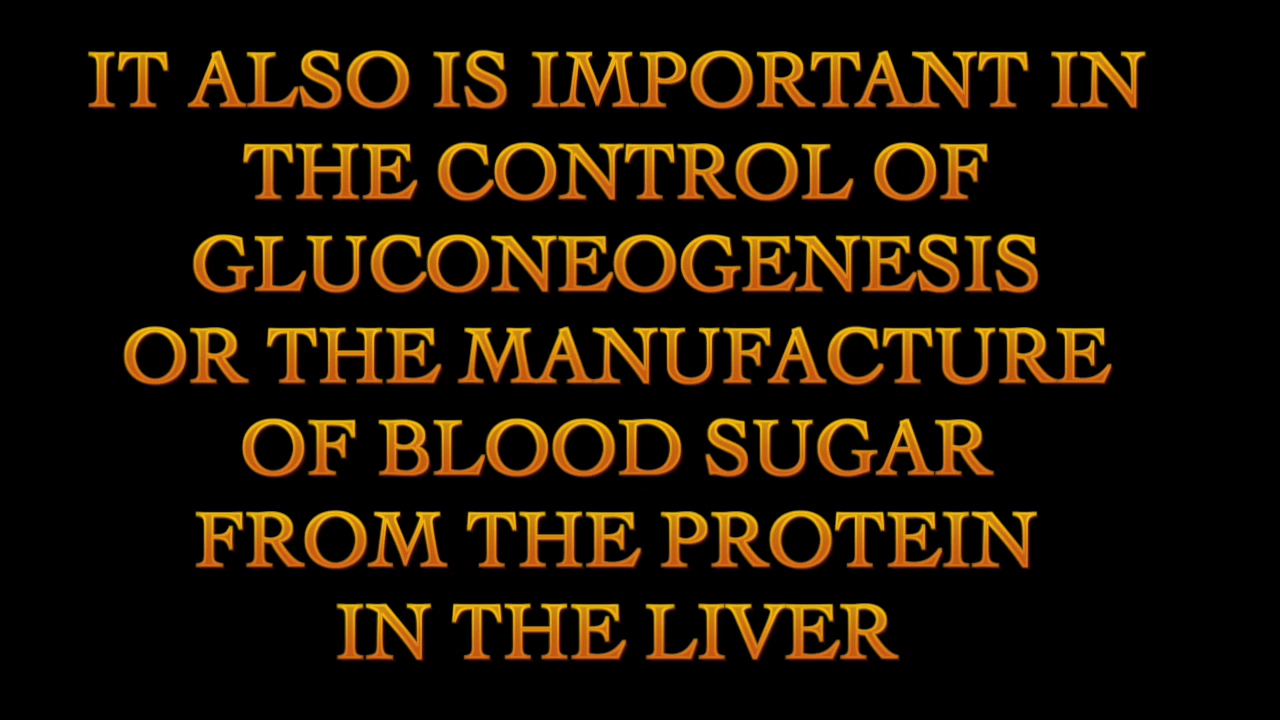 IT ALSO IS IMPORTANT IN
THE CONTROL OF
GLUCONEOGENESIS
OR THE MANUFACTURE
OF BLOOD SUGAR
FROM THE PROTEIN
IN THE LIVER